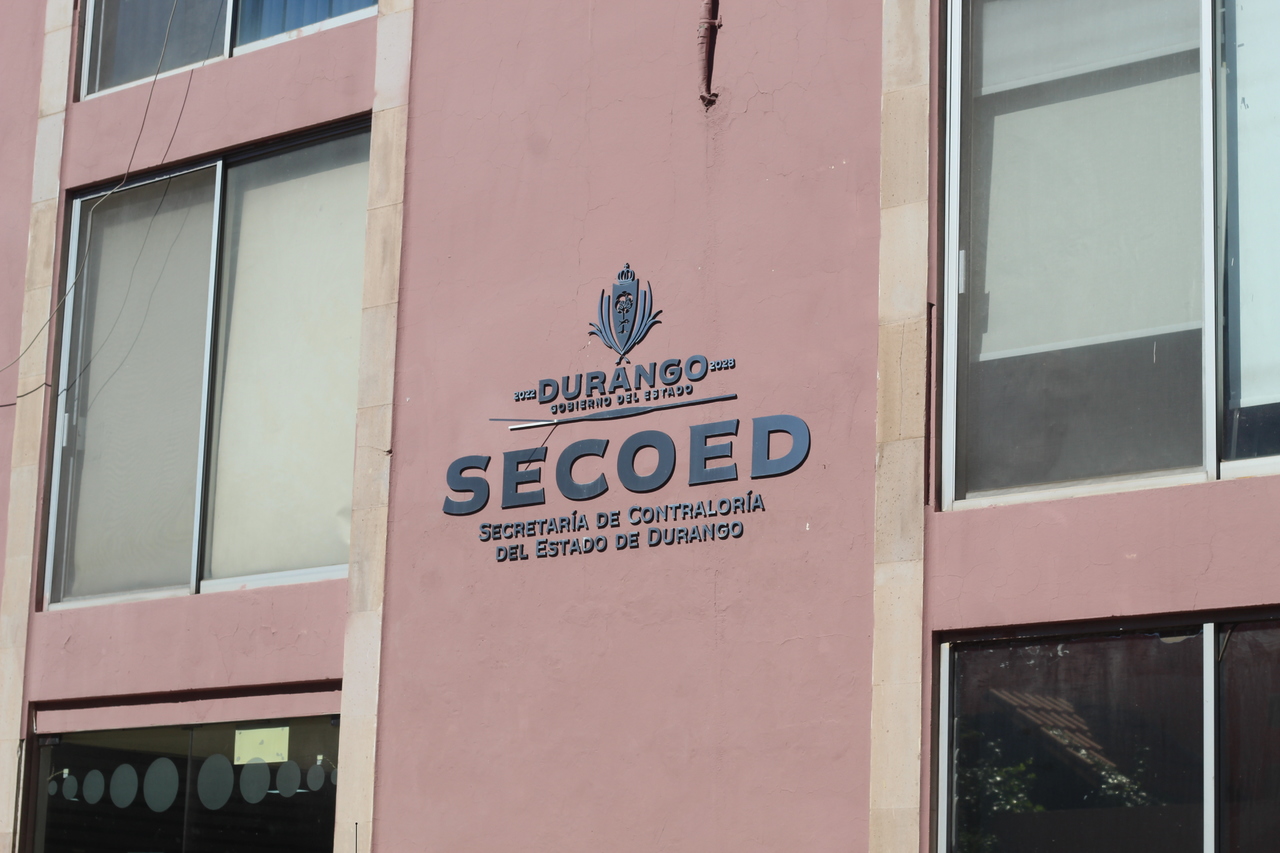 2022 DURANGO 2028
GOBIERNO DEL ESTADO
SECOED
SECRETARÍA DE CONTRALORÍA
DEL ESTADO DE DURANGO